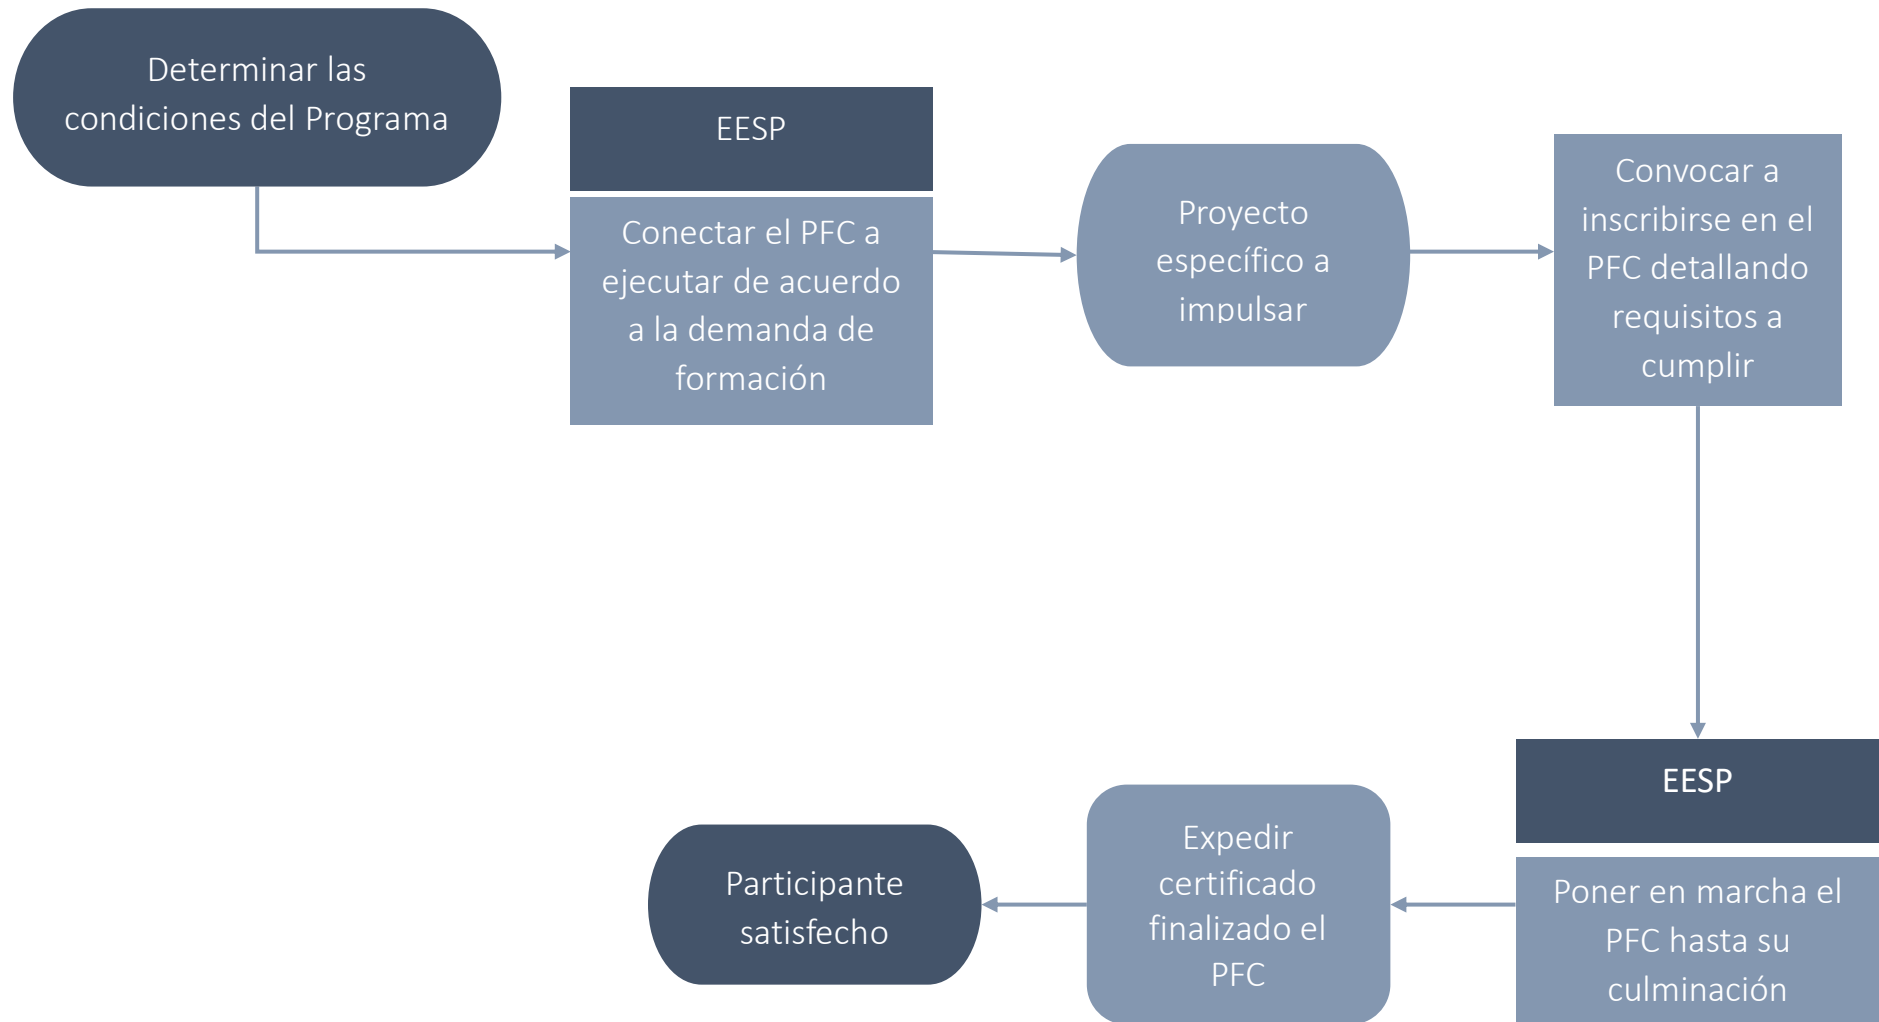 Determinar las
condiciones del Programa
EESP
Conectar el PFC a
ejecutar de acuerdo
a la demanda de
formación
Proyecto
específico a
impulsar
Convocar a
inscribirse en el
PFC detallando
requisitos a
cumplir
EESP
Poner en marcha el
PFC hasta su
culminación
Expedir
certificado
finalizado el
PFC
Participante
satisfecho